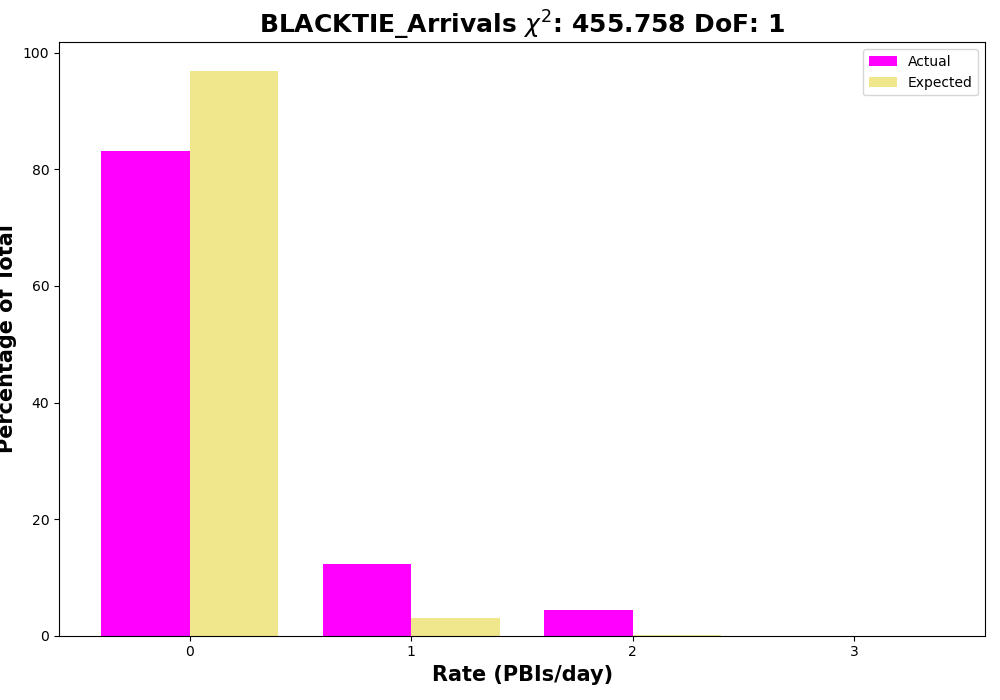 BLACKTIE_Arrivals χ²: 455.758 DoF: 1
Actual
Expected
Percentage of Total
100
80
60
40
20
0
0 1 2 3
Rate (PBIs/day)